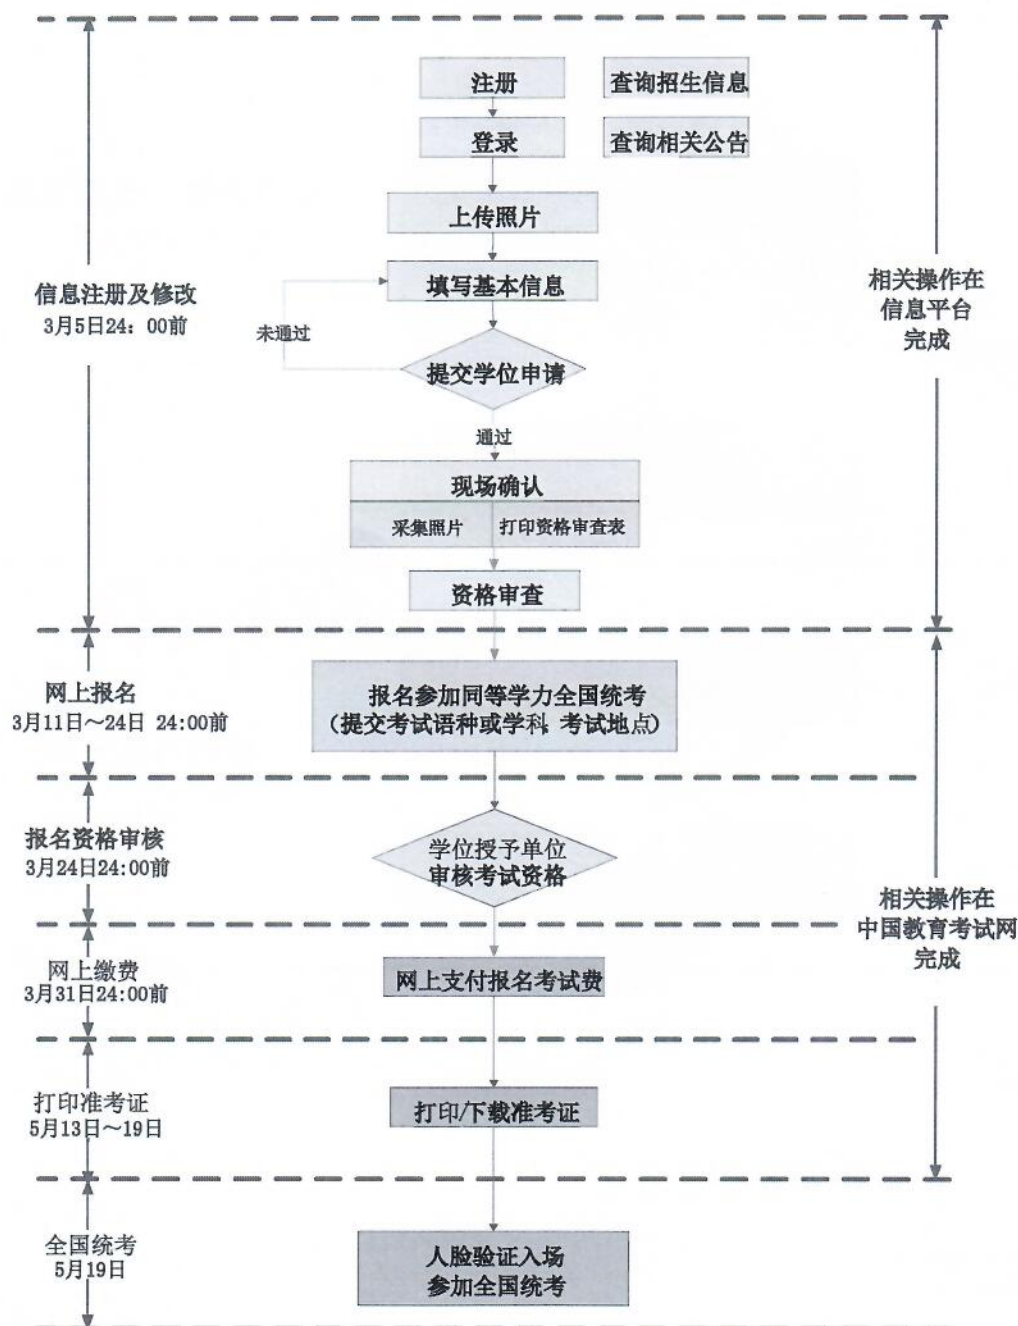 注册
查询招生信息
登录
查询相关公告
上传照片
填写基本信息
信息注册及修改
3月5日24：00前
未通过
提交学位申请
相关操作在
信息平台
完成
通过
现场确认
采集照片
打印资格审查表
资格审查
网上报名
3月11日～24日 24:00前
报名参加同等学力全国统考
（提交考试语种或学科、考试地点）
报名资格审核
3月24日24:00前
学位授予单位
审核考试资格
相关操作在
中国教育考试网
完成
网上缴费
3月31日24:00前
网上支付报名考试费
打印准考证
5月13日～19日
打印/下载准考证
全国统考
5月19日
人脸验证入场
参加全国统考